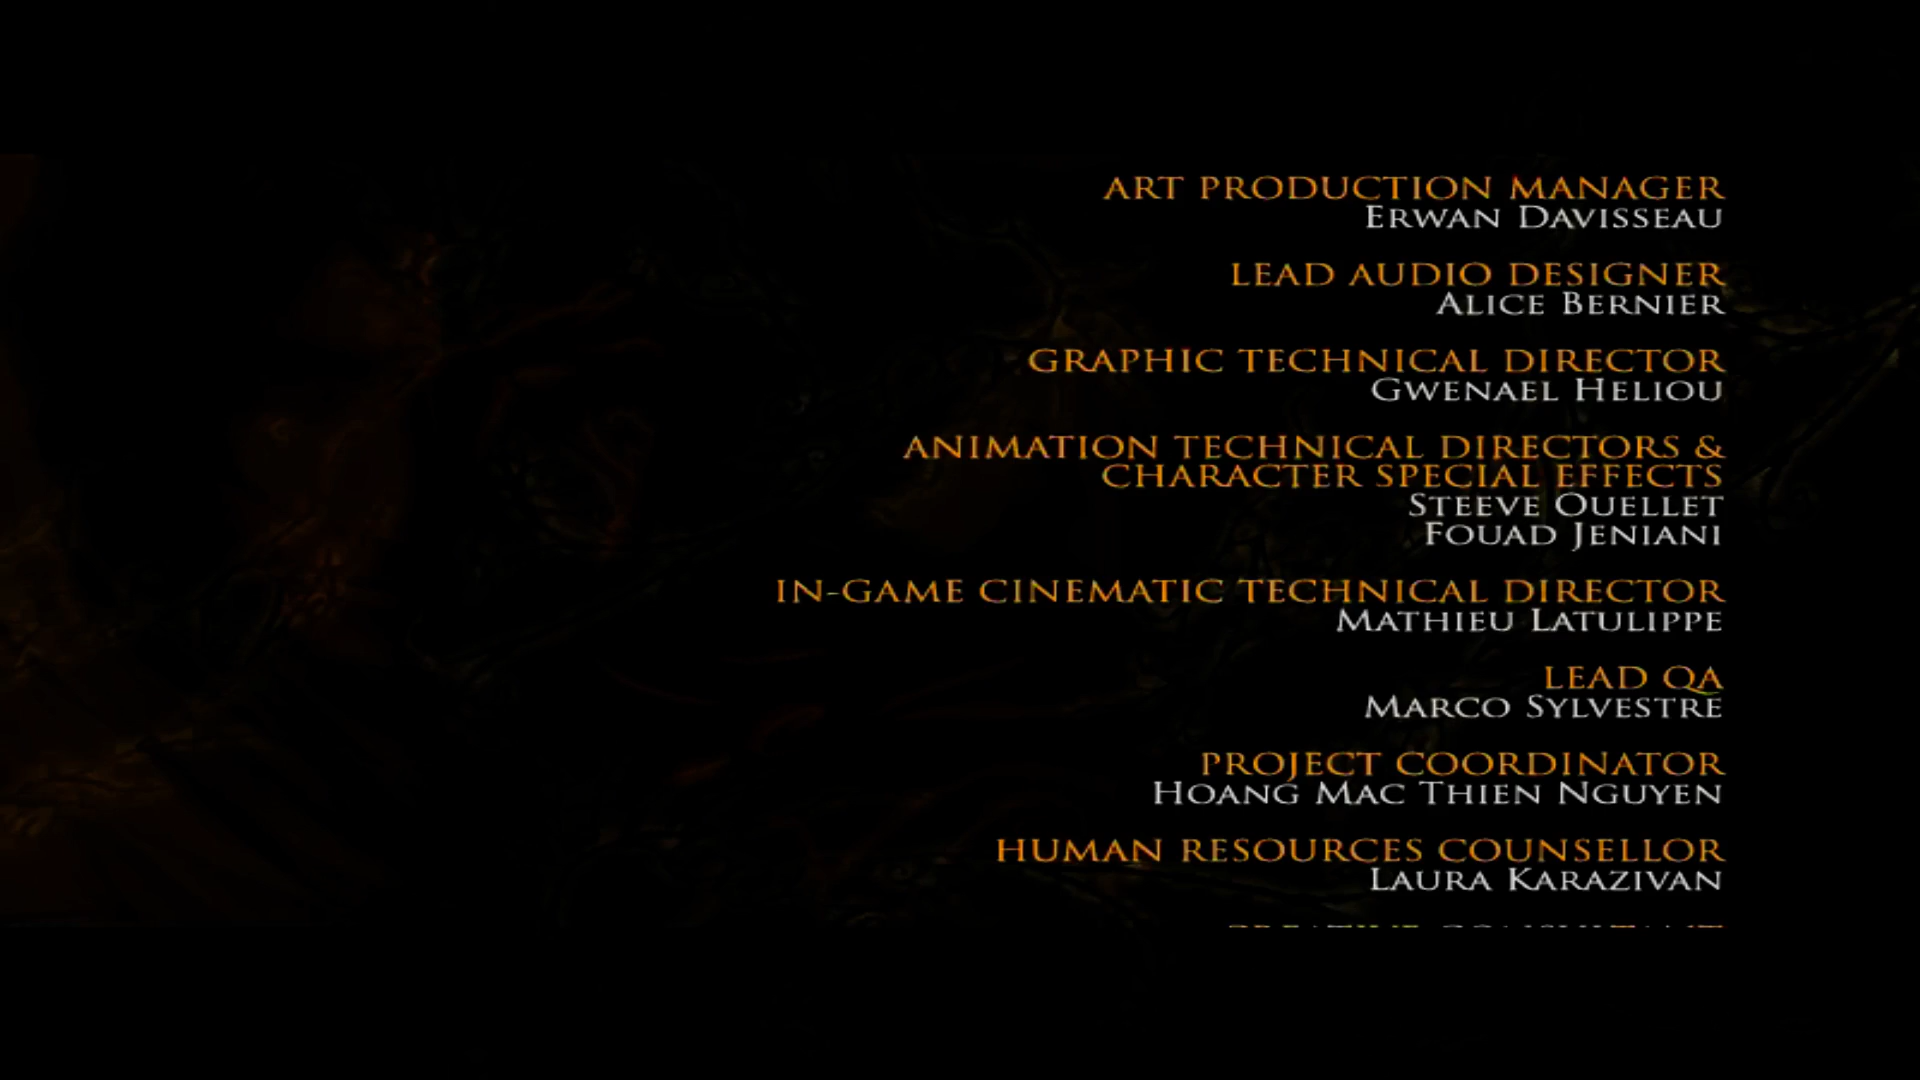 ART PRODUCTION MANAGER
ERWAN DAVISSEAU
LEAD AUDIO DESIGNER
ALICE BERNIER
GRAPHIC TECHNICAL DIRECTOR
GWENAEL HELIOU
ANIMATION TECHNICAL DIRECTORS &
CHARACTER SPECIAL EFFECTS
STEEVE OUELLET
FOUAD JENIANI
IN-GAME CINEMATIC TECHNICAL DIRECTOR
MATHIEU LATULIPPE
LEAD QA
MARCO SYLVESTRE
PROJECT COORDINATOR
HOANG MAC THIEN NGUYEN
HUMAN RESOURCES COUNSELLOR
LAURA KARAZIVAN